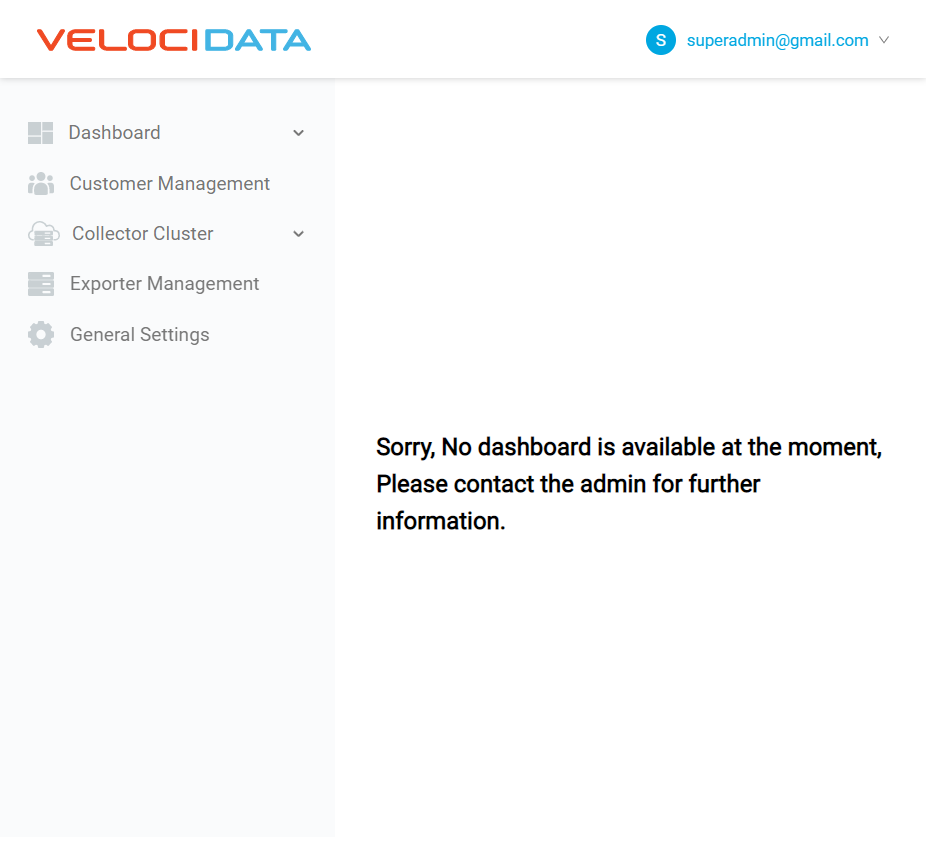 VELOCIDATA
S superadmin@gmail.com
Dashboard
Customer Management
Collector Cluster
Exporter Management
General Settings
Sorry, No dashboard is available at the moment,
Please contact the admin for further
information.